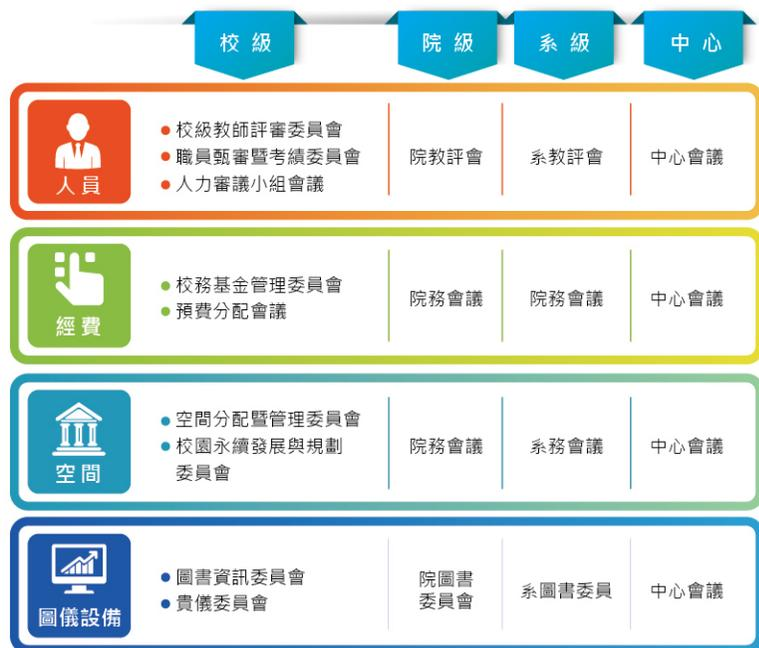 校級 院級 系級 中心
人員
校級教師評審委員會
職員甄審暨考績委員會
人力審議小組會議
院教評會
系教評會
中心會議
經費
校務基金管理委員會
預費分配會議
院務會議
院務會議
中心會議
空間
空間分配暨管理委員會
校園永續發展與規劃
委員會
院務會議
系務會議
中心會議
圖儀設備
圖書資訊委員會
貴儀委員會
院圖書
委員會
系圖書委員
中心會議